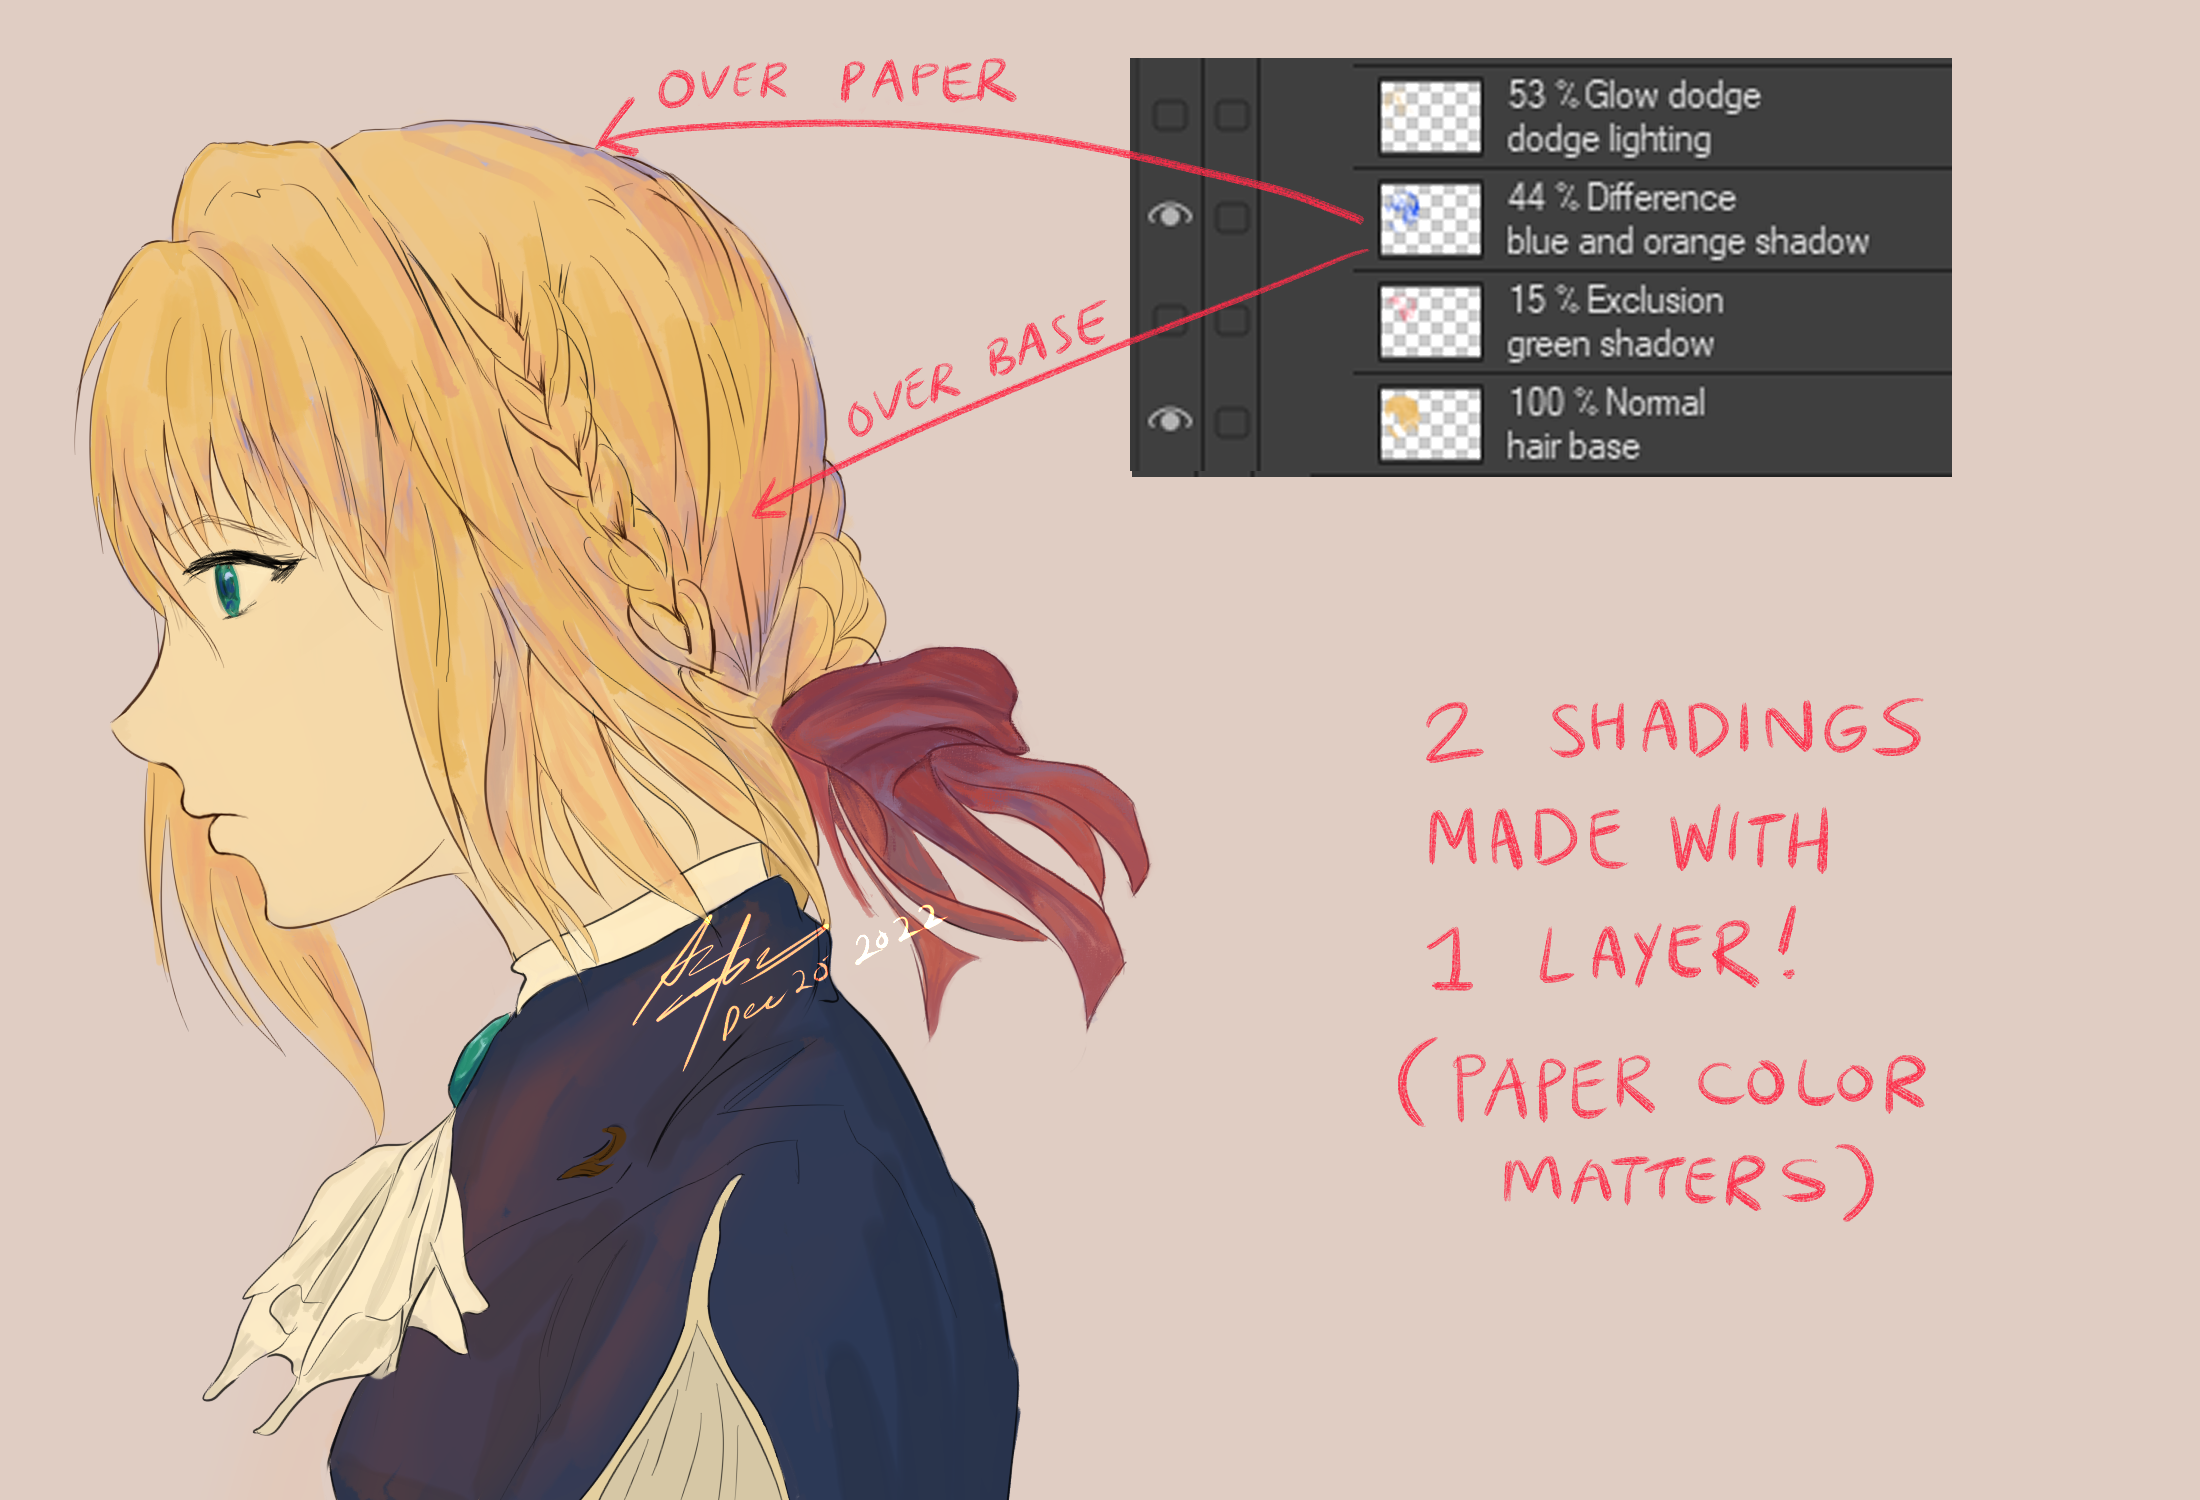 OVER PAPER
53 % Glow dodge
dodge lighting
44 % Difference
blue and orange shadow
OVER BASE
15 % Exclusion
green shadow
100 % Normal
hair base
2 SHADINGS
MADE WITH
1 LAYER!
(PAPER COLOR
MATTERS)
Dec 20 2022